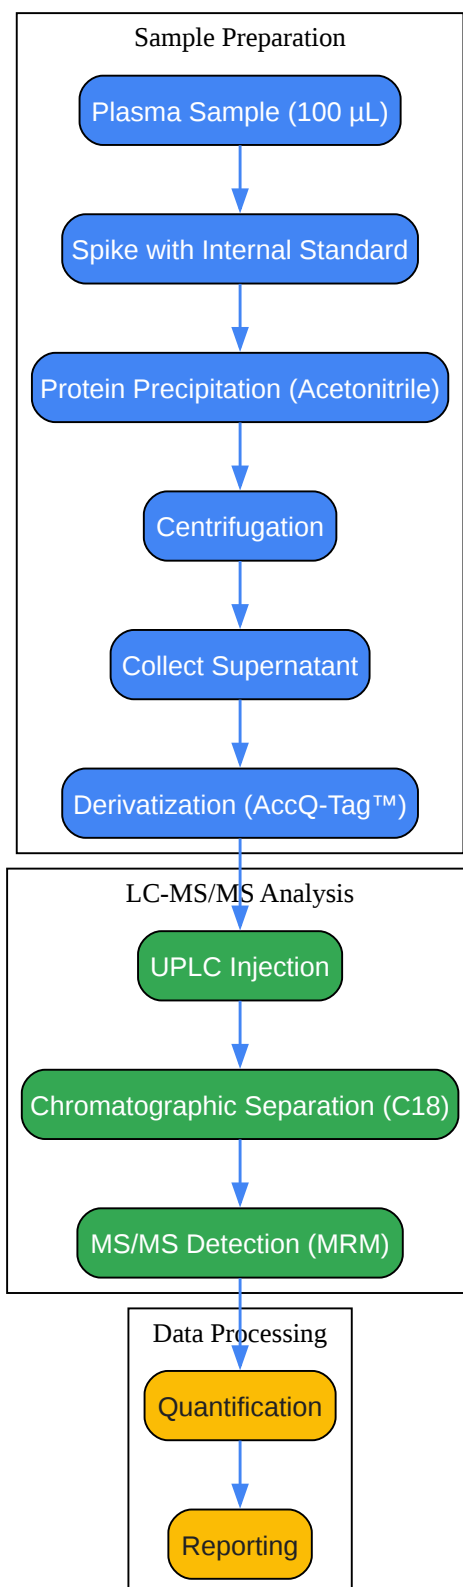 Sample Preparation
Plasma Sample (100 µL)
Spike with Internal Standard
Protein Precipitation (Acetonitrile)
Centrifugation
Collect Supernatant
Derivatization (AccQ-Tag™)
LC-MS/MS Analysis
UPLC Injection
Chromatographic Separation (C18)
MS/MS Detection (MRM)
Data Processing
Quantification
Reporting